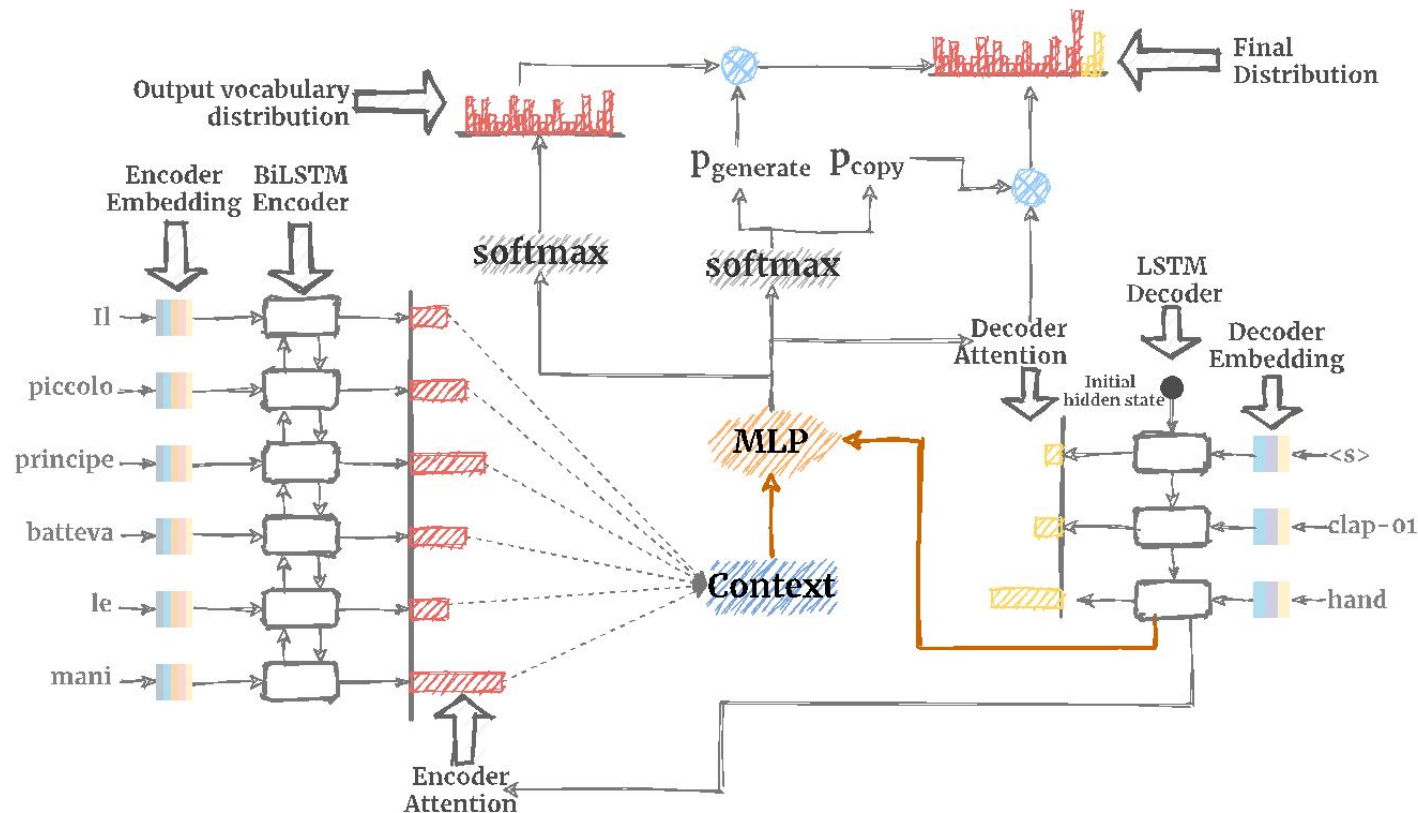 Final
Distribution
Output vocabulary
distribution
Pgenerate
Pcopy
Encoder
Embedding
BiLSTM
Encoder
softmax
softmax
LSTM
Decoder
Il
Decoder
Attention
Decoder
Embedding
piccolo
Initial
hidden state
MLP
principe
<s>
batteva
clap-01
Context
le
hand
mani
Encoder
Attention